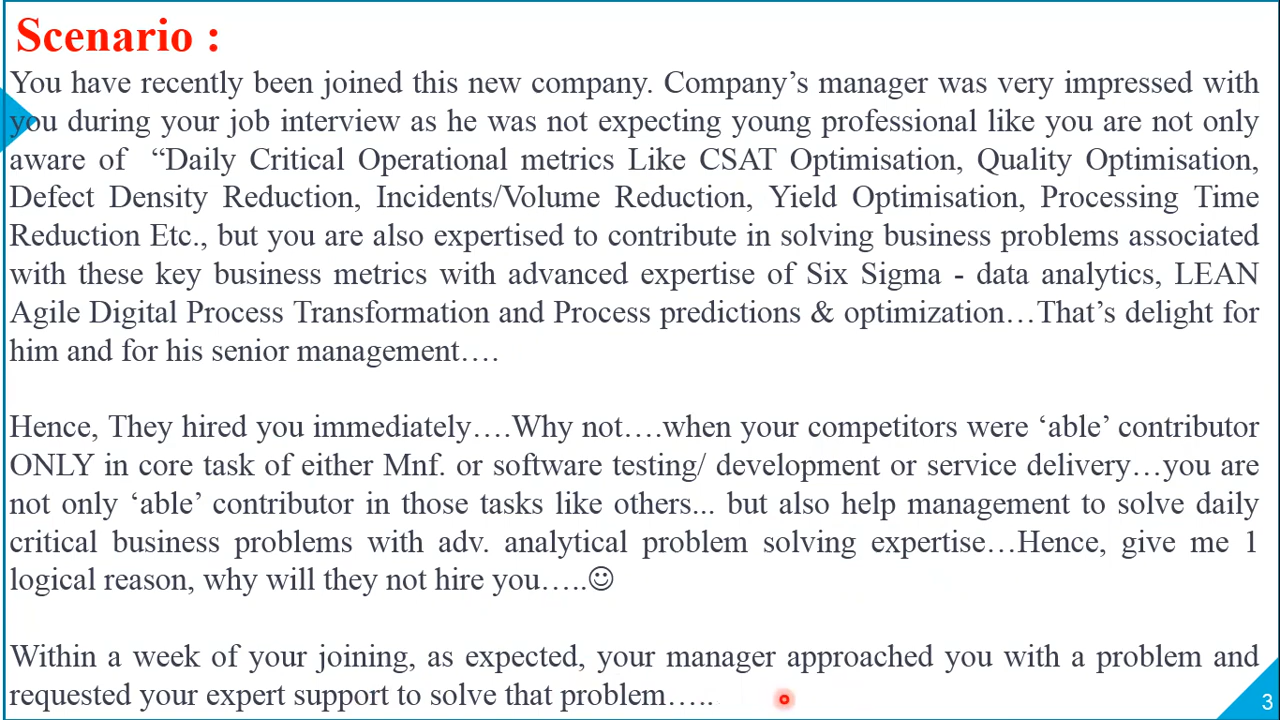 Scenario :
You have recently been joined this new company. Company’s manager was very impressed with
you during your job interview as he was not expecting young professional like you are not only
aware of “Daily Critical Operational metrics Like CSAT Optimisation, Quality Optimisation,
Defect Density Reduction, Incidents/Volume Reduction, Yield Optimisation, Processing Time
Reduction Etc., but you are also expertised to contribute in solving business problems associated
with these key business metrics with advanced expertise of Six Sigma - data analytics, LEAN
Agile Digital Process Transformation and Process predictions & optimization…That’s delight for
him and for his senior management….
Hence, They hired you immediately….Why not….when your competitors were ‘able’ contributor
ONLY in core task of either Mnf. or software testing/ development or service delivery…you are
not only ‘able’ contributor in those tasks like others... but also help management to solve daily
critical business problems with adv. analytical problem solving expertise…Hence, give me 1
logical reason, why will they not hire you…..☺
Within a week of your joining, as expected, your manager approached you with a problem and
requested your expert support to solve that problem…..
3